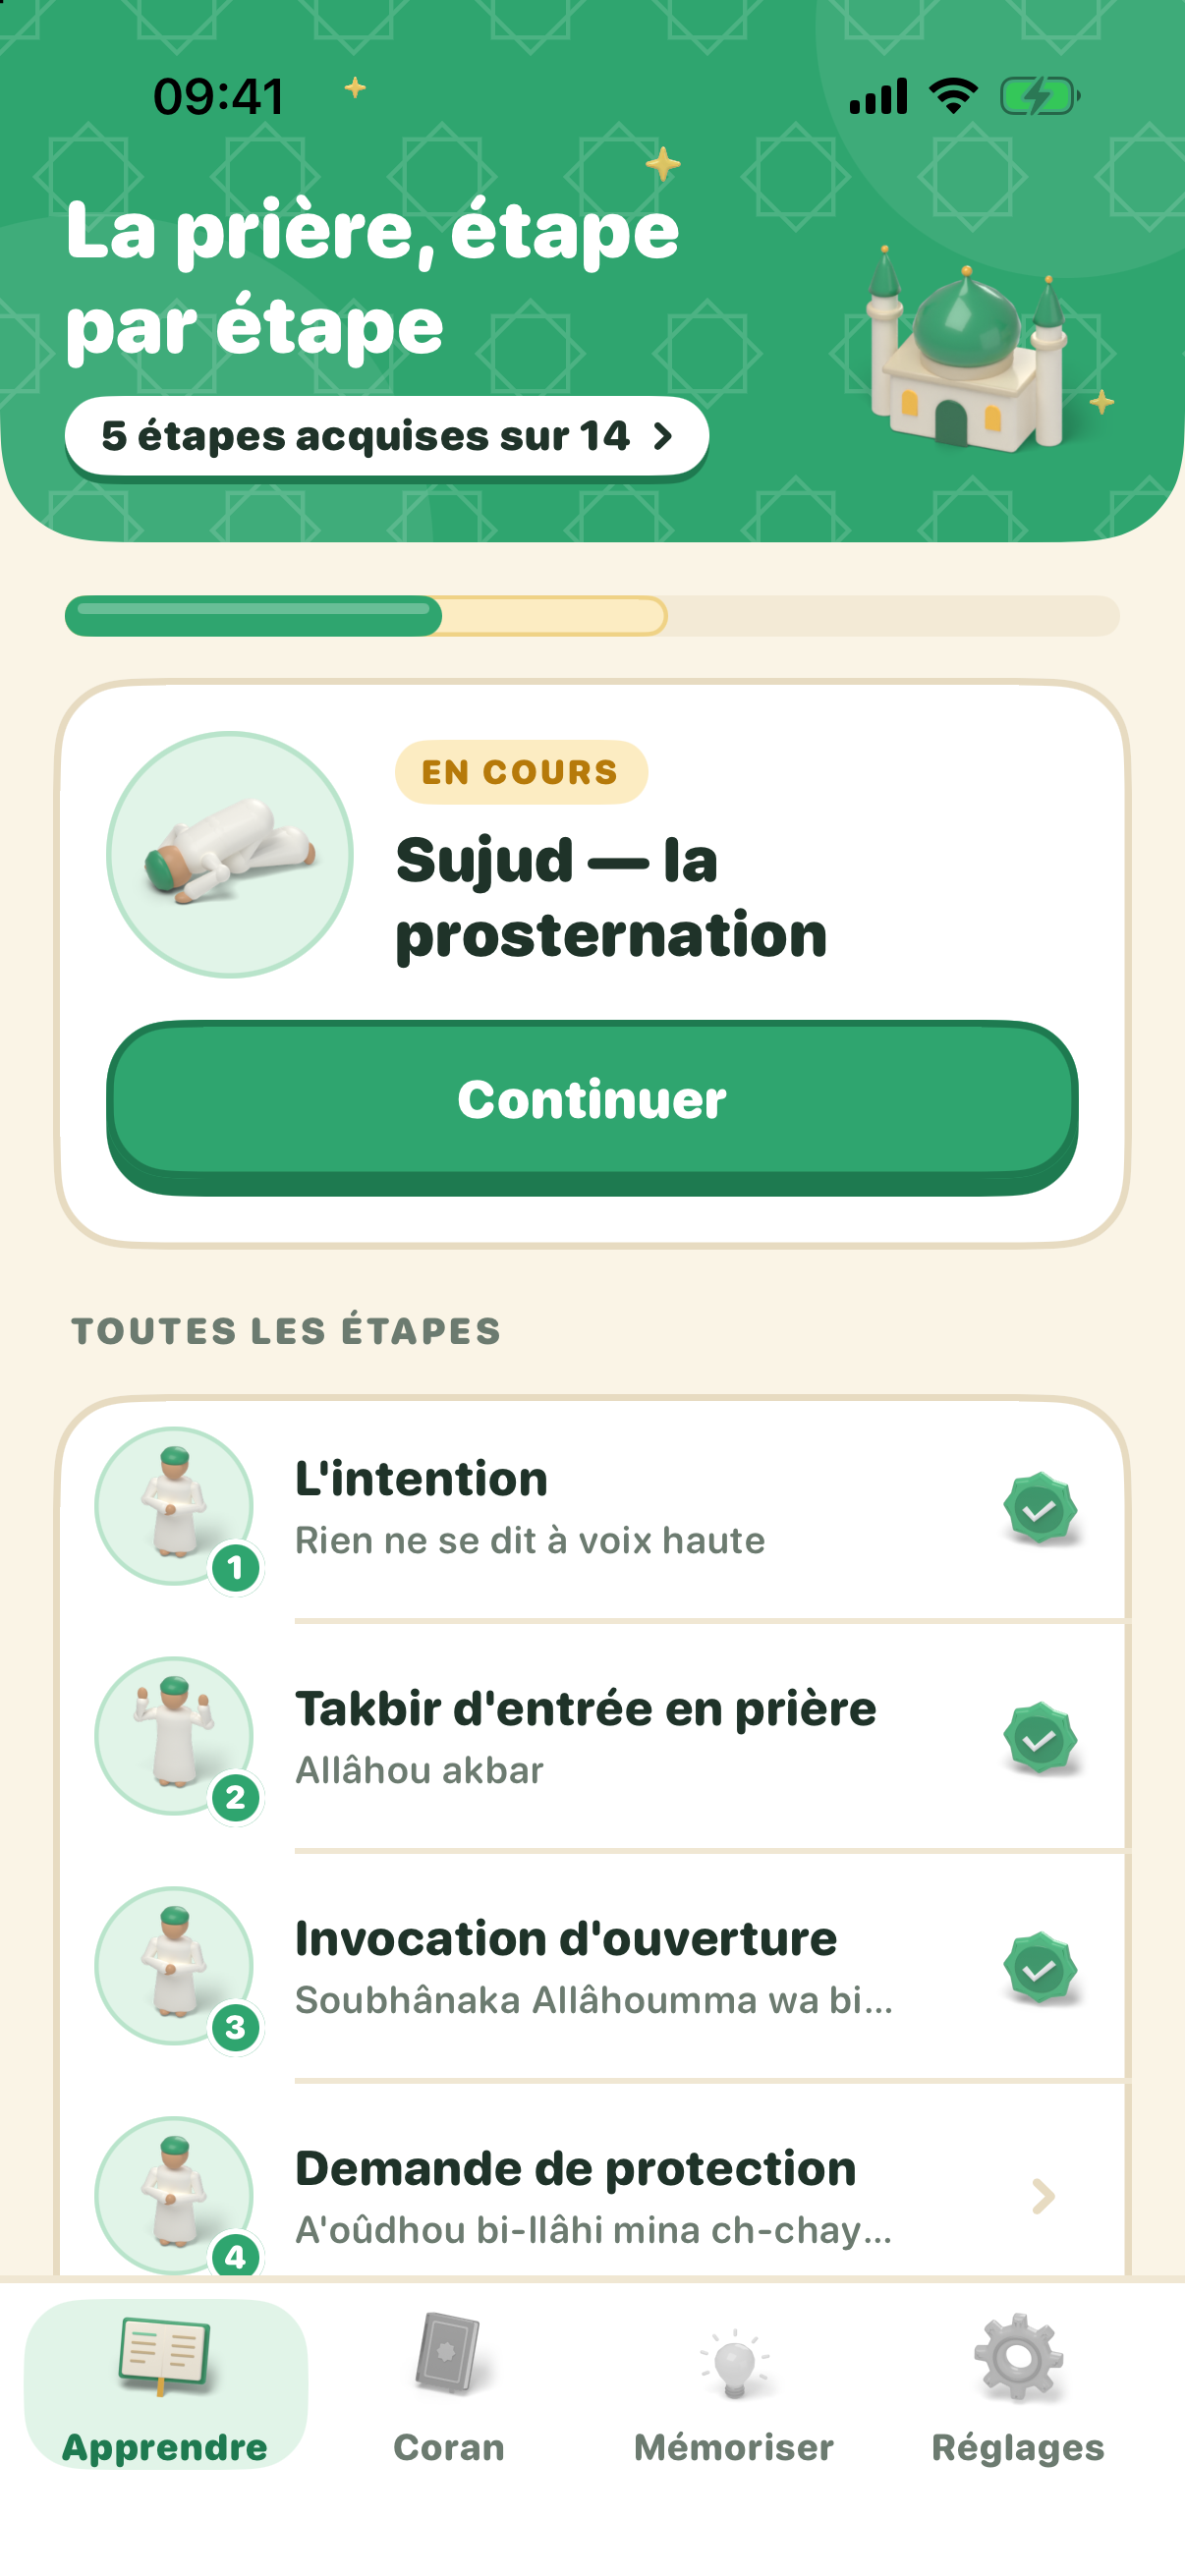 09:41
La prière, étape
par étape
5 étapes acquises sur 14
EN COURS
Sujud — la
prosternation
Continuer
TOUTES LES ÉTAPES
L'intention
Rien ne se dit à voix haute
1
Takbir d'entrée en prière
Allâhou akbar
2
Invocation d'ouverture
Soubhânaka Allâhoumma wa bi...
3
Demande de protection
A'oûdhou bi-llâhi mina ch-chay...
4
Apprendre
Coran
Mémoriser
Réglages